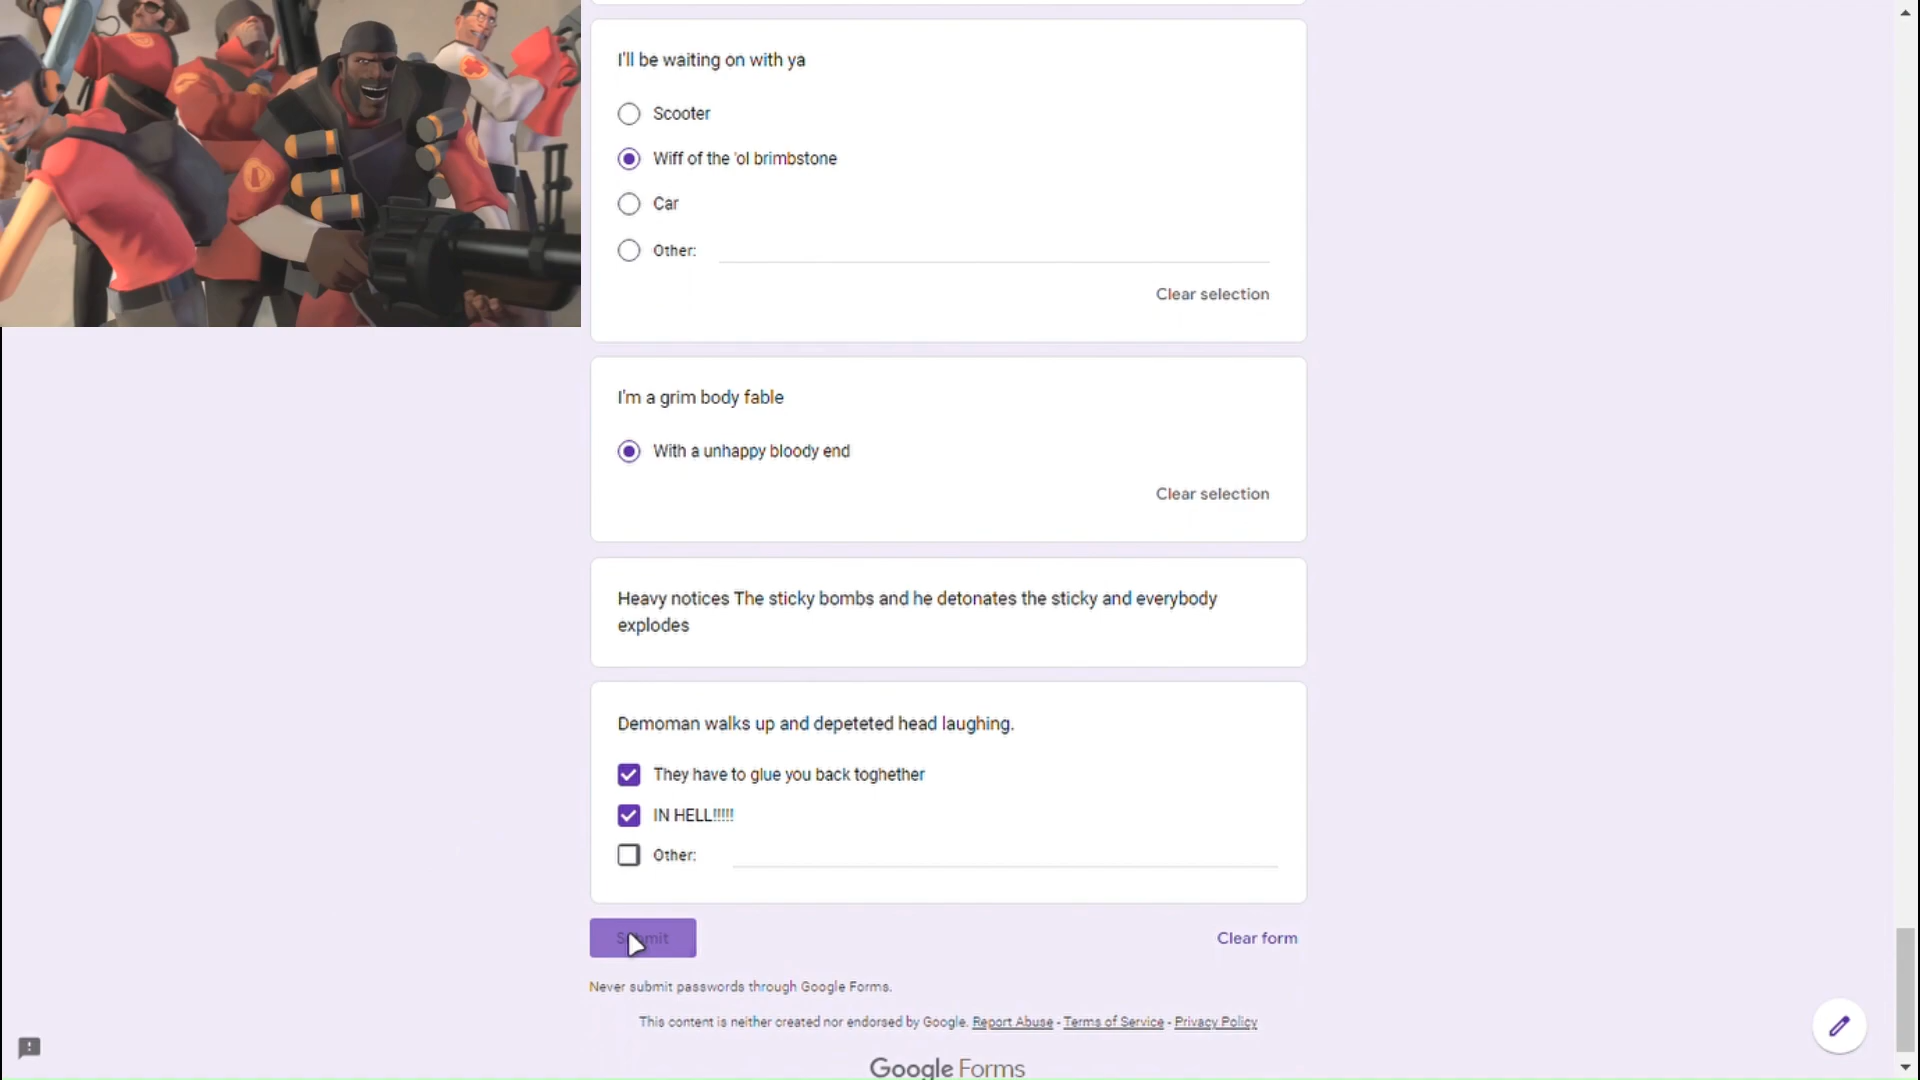 I'll be waiting on with ya
Scooter
Wiff of the 'ol brimbstone
Car
Other:
Clear selection
I'm a grim body fable
With a unhappy bloody end
Clear selection
Heavy notices The sticky bombs and he detonates the sticky and everybody
explodes
Demoman walks up and depeteted head laughing.
They have to glue you back toghether
IN HELL!!!!!
Other:
Submit
Clear form
Never submit passwords through Google Forms.
This content is neither created nor endorsed by Google. Report Abuse - Terms of Service - Privacy Policy
Google Forms